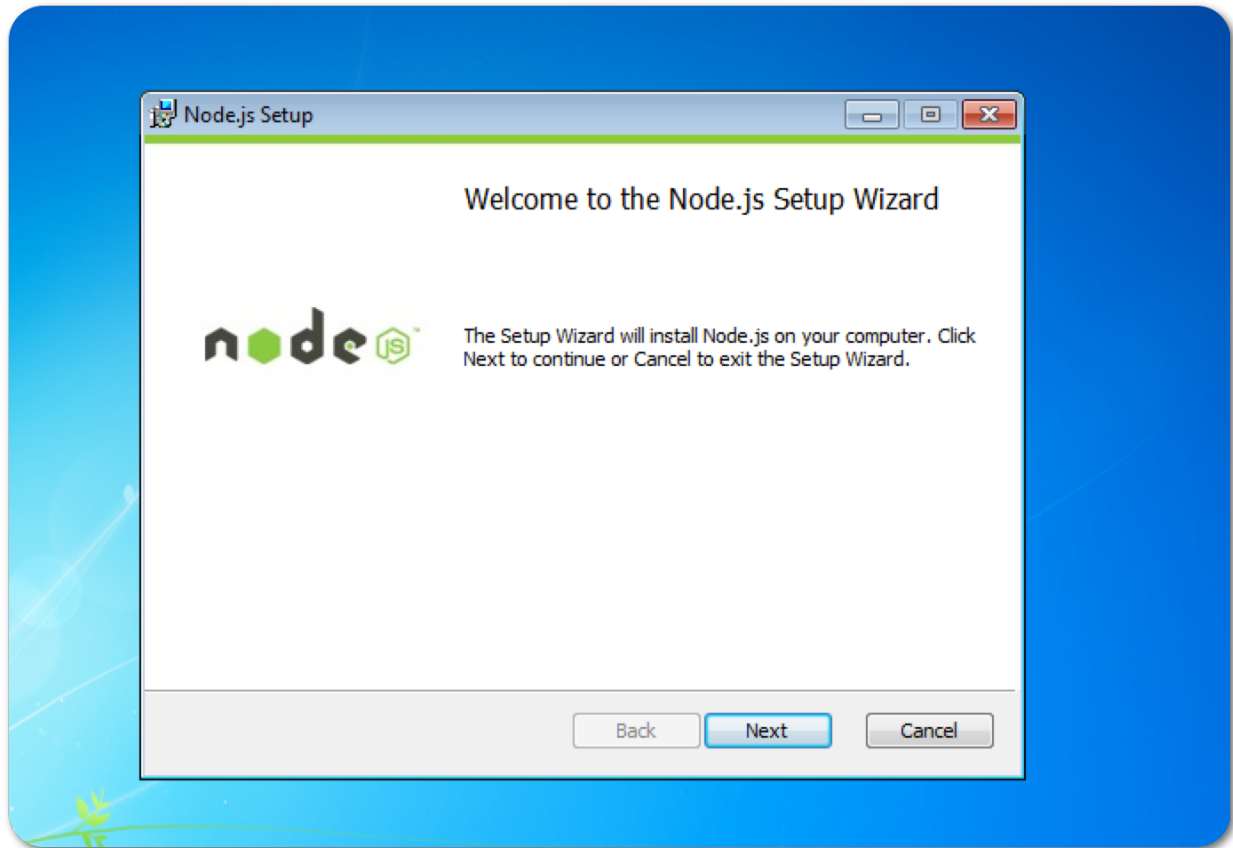 Node.js Setup
Welcome to the Node.js Setup Wizard
node JS™
The Setup Wizard will install Node.js on your computer. Click
Next to continue or Cancel to exit the Setup Wizard.
Back
Next
Cancel